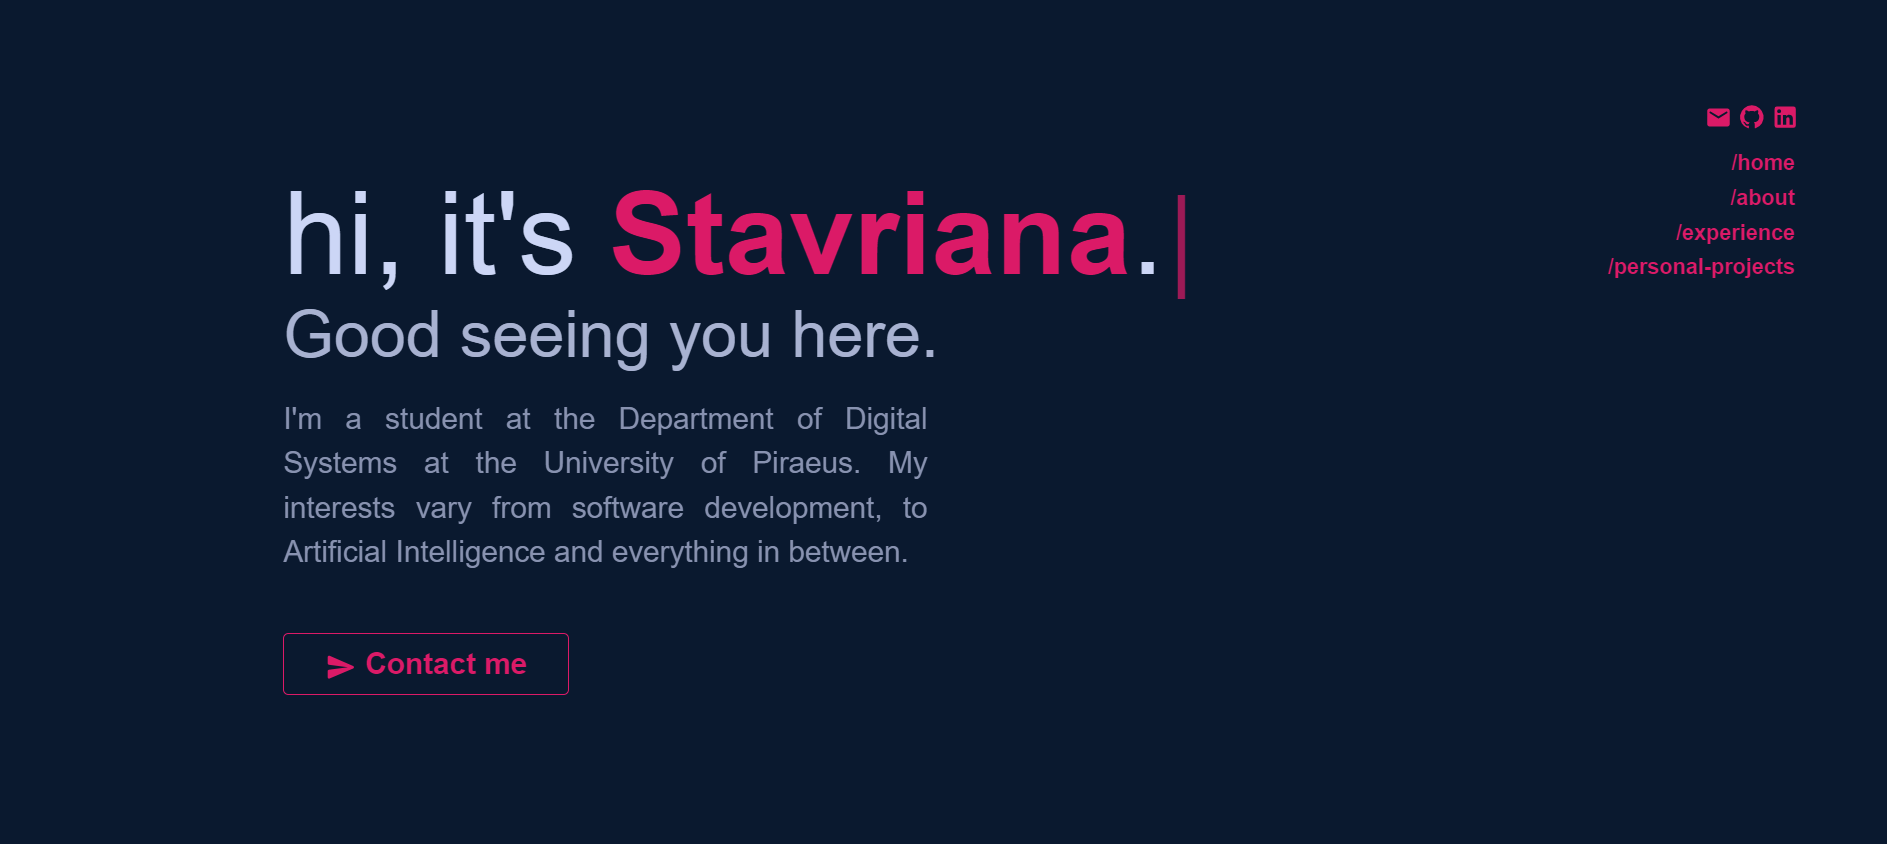 /home
/about
/experience
/personal-projects
hi, it's Stavriana.
Good seeing you here.
I'm a student at the Department of Digital
Systems at the University of Piraeus. My
interests vary from software development, to
Artificial Intelligence and everything in between.
Contact me